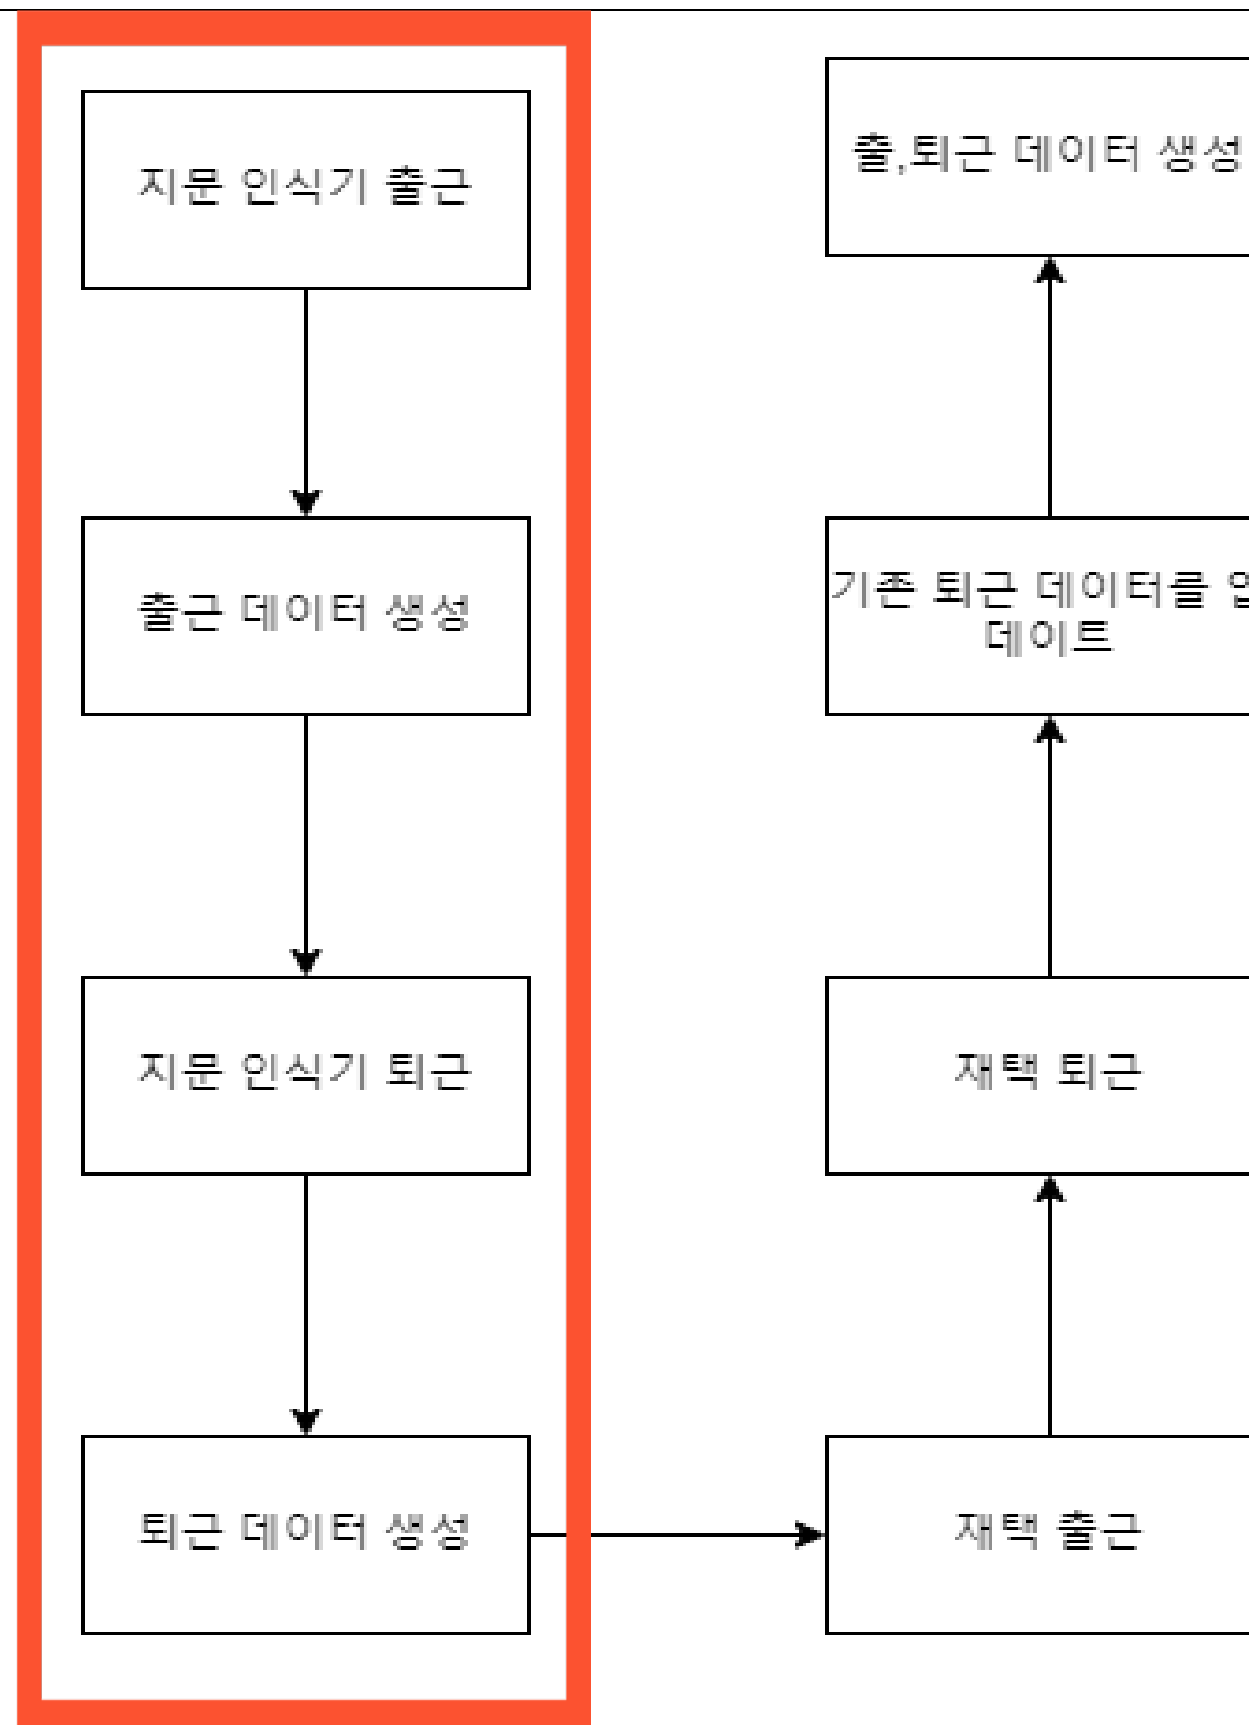 지문 인식기 출근
출근 데이터 생성
지문 인식기 퇴근
퇴근 데이터 생성
재택 출근
재택 퇴근
기존 퇴근 데이터를
데이트
출,퇴근 데이터 생성